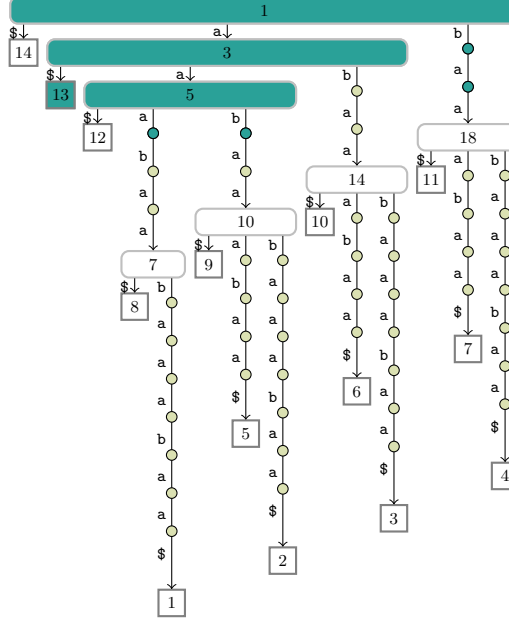 1
$ a b
14 3 a
$ a b
13 5 a
a
$ a b
12 18
a
b a $ a b
14
a a $ a b b a
10
a 10 11 a a
$ a b b a
7 9 a a
$ b b a a a b
8 a a $ a
a a a 7
a a b a
6
a $ b a $
a 5 a
b a $ 4
a a 3
a $
$ 2
1